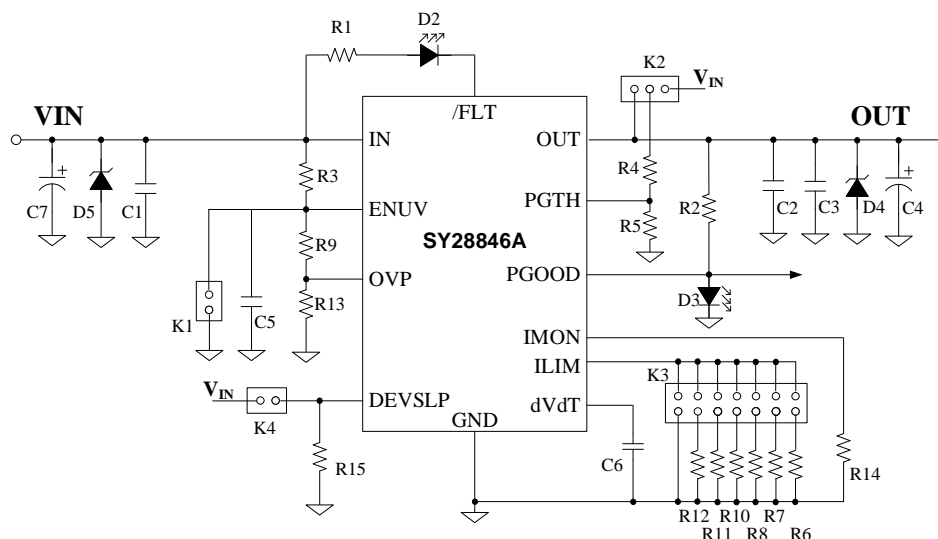 R1
D2
K2
V_IN
/FLT
VIN
IN
OUT
OUT
R3
R4
ENUV
PGTH
C7
D5
C1
R5
R2
C2
C3
D4
C4
R9
SY28846A
OVP
PGOOD
K1
C5
R13
D3
IMON
ILIM
K3
V_IN
K4
DEVSLP
dVdT
GND
R15
C6
R14
R12
R10
R7
R11
R8
R6